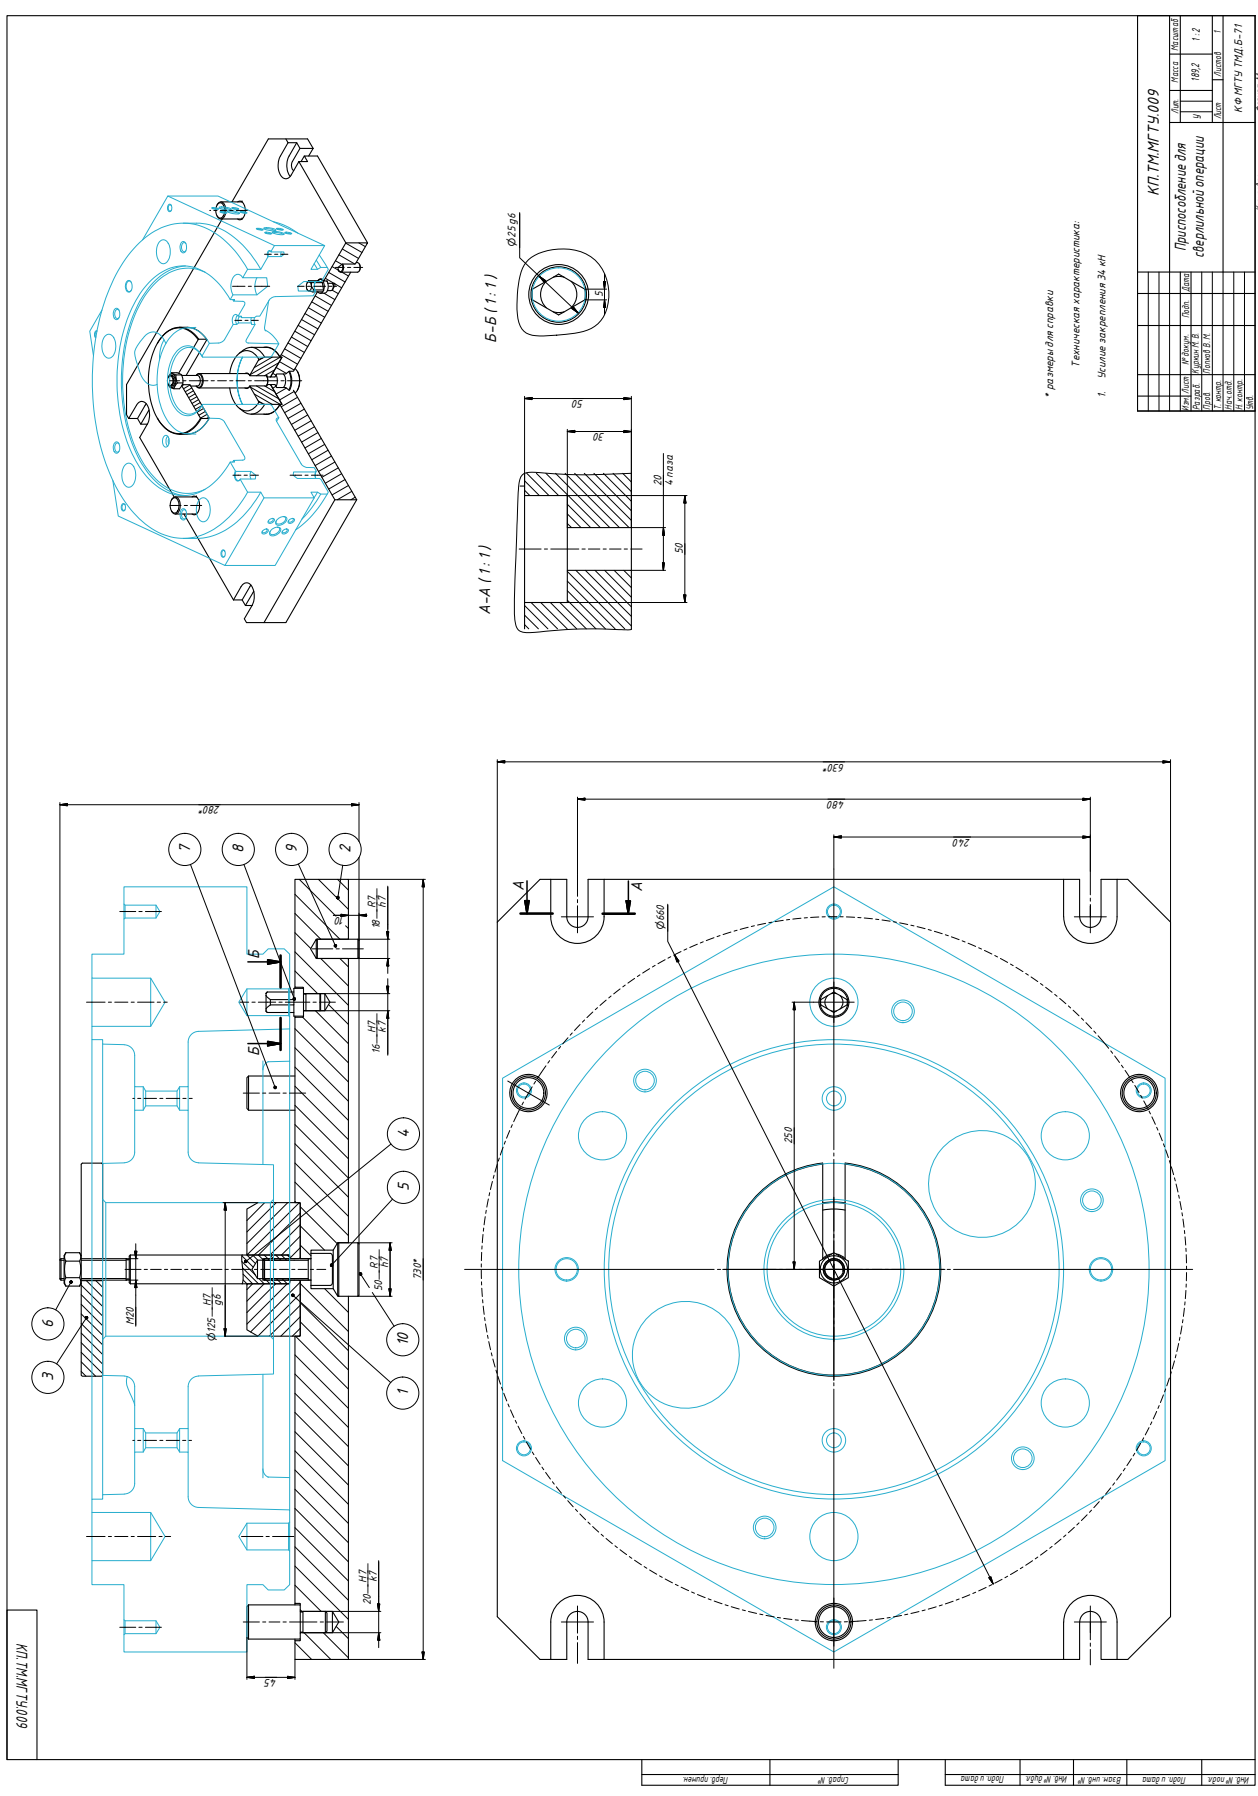 КП.ТМ.МГТУ.009
280*
7
8
9
2
4
5
10
1
6
3
Б
Б
10
18 R7/h7
16 H7/k7
50 R7/h7
730*
M20
Ø125 H7/g6
20 H7/k7
45
630*
480
240
А
А
Ø660
250
А-А (1:1)
50
30
20
4 паза
50
Б-Б (1:1)
Ø25 g6
5
* размеры для справки
Техническая характеристика:
1. Усилие закрепления 34 кН
КП.ТМ.МГТУ.009
Приспособление для
сверлильной операции
Лит. Масса Масштаб
у 189,2 1:2
Лист Листов 1
КФ МГТУ ТМД.Б-71
Изм. Лист № докум. Подп. Дата
Разраб. Куркин М. В.
Пров.
Т. контр.
Нач.отд.
Н. контр.
Утв.
Перв. примен.
Справ. №
Подп. и дата
Инв. № дубл.
Взам. инв. №
Подп. и дата
Инв. № подл.